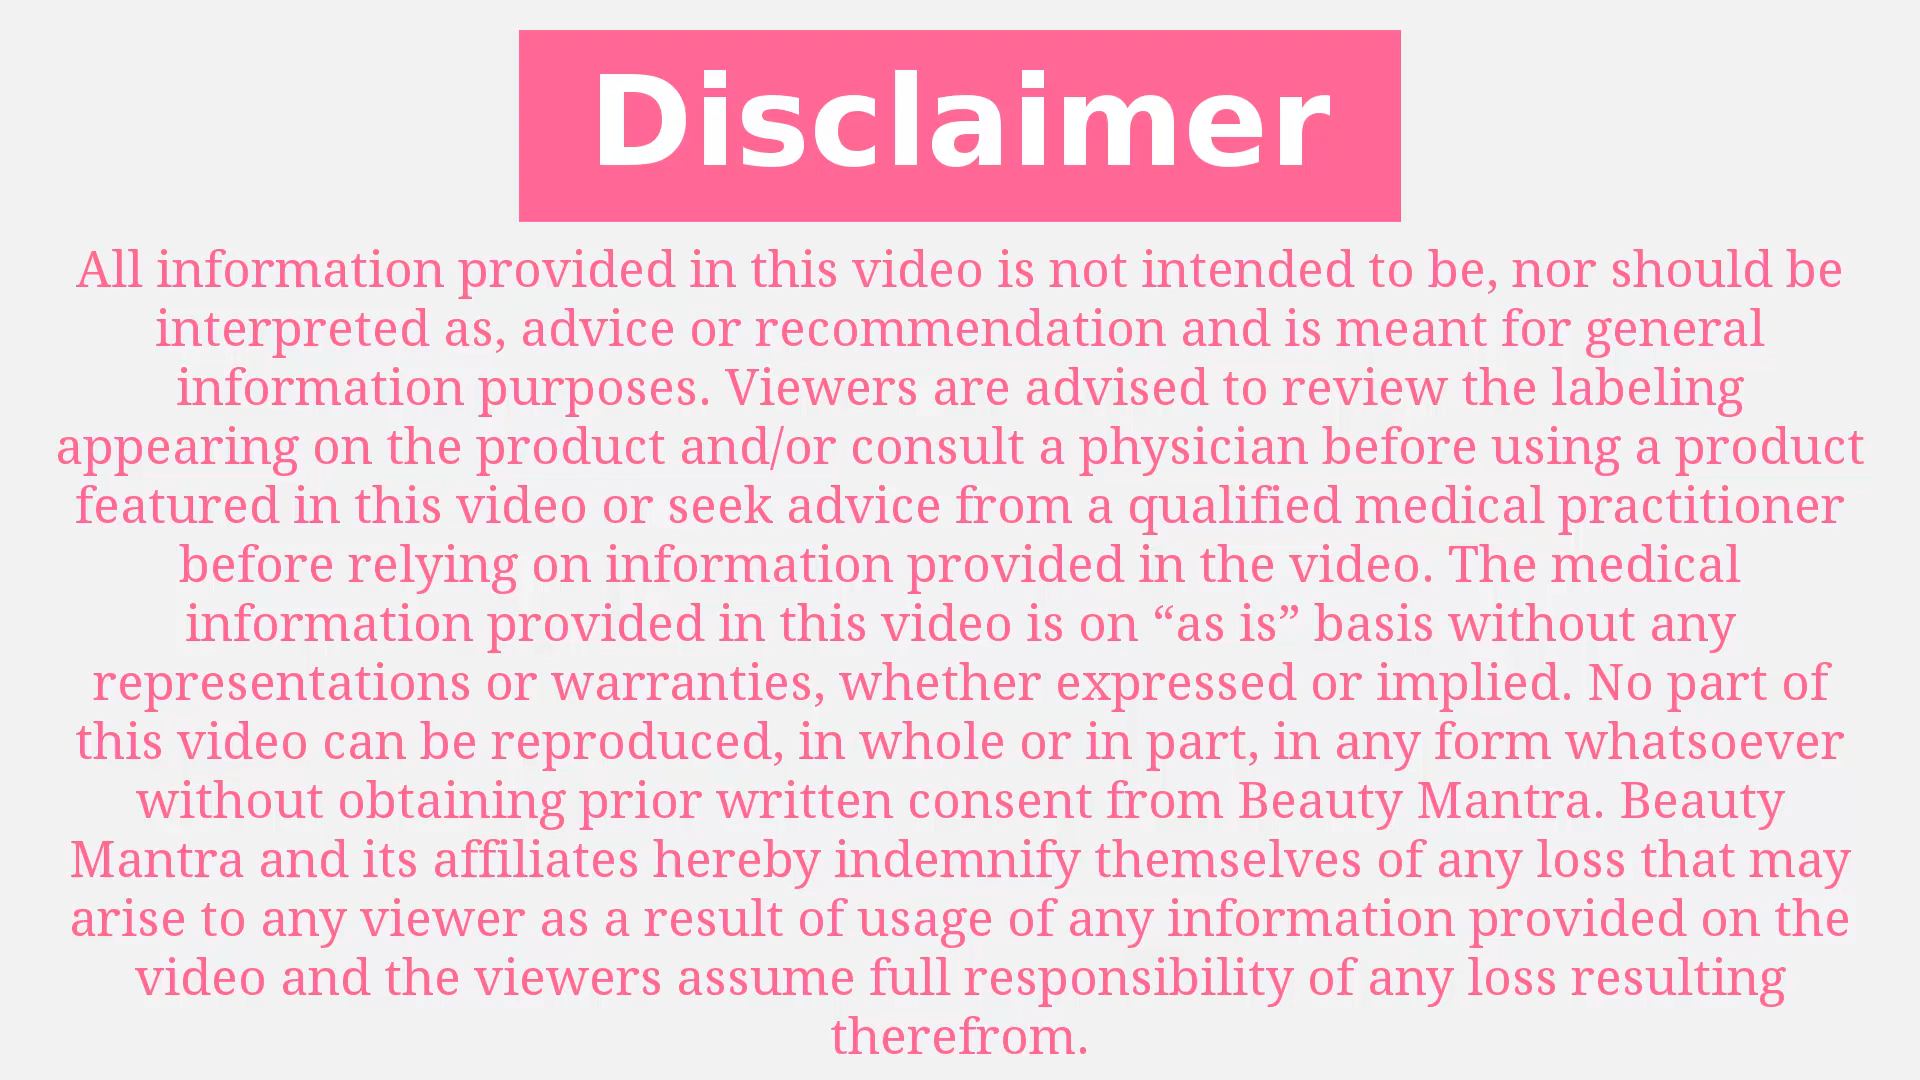 Disclaimer
All information provided in this video is not intended to be, nor should be
interpreted as, advice or recommendation and is meant for general
information purposes. Viewers are advised to review the labeling
appearing on the product and/or consult a physician before using a product
featured in this video or seek advice from a qualified medical practitioner
before relying on information provided in the video. The medical
information provided in this video is on “as is” basis without any
representations or warranties, whether expressed or implied. No part of
this video can be reproduced, in whole or in part, in any form whatsoever
without obtaining prior written consent from Beauty Mantra. Beauty
Mantra and its affiliates hereby indemnify themselves of any loss that may
arise to any viewer as a result of usage of any information provided on the
video and the viewers assume full responsibility of any loss resulting
therefrom.